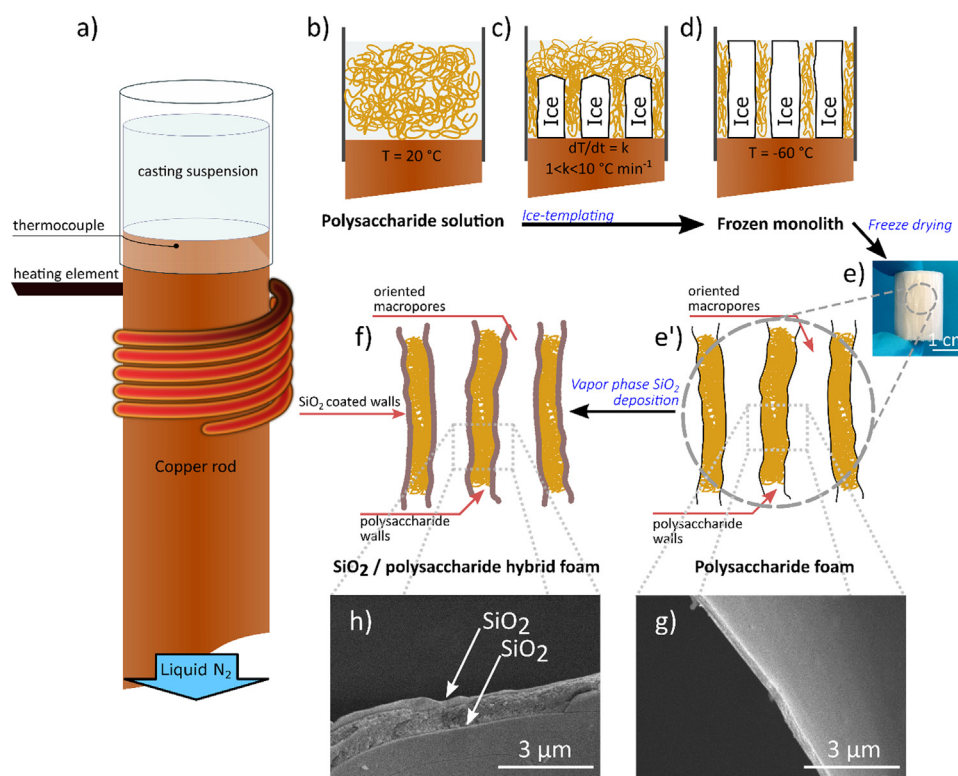 a)
casting suspension
thermocouple
heating element
Copper rod
Liquid N₂
b)
T = 20 °C
c)
Ice
Ice
Ice
dT/dt = k
1<k<10 °C min⁻¹
d)
Ice
Ice
Ice
T = -60 °C
Polysaccharide solution
Ice-templating
Frozen monolith
Freeze drying
e)
1 cm
oriented
macropores
f)
SiO₂ coated walls
polysaccharide
walls
Vapor phase SiO₂
deposition
oriented
macropores
e')
polysaccharide
walls
SiO₂ / polysaccharide hybrid foam
Polysaccharide foam
h)
SiO₂
SiO₂
3 μm
g)
3 μm